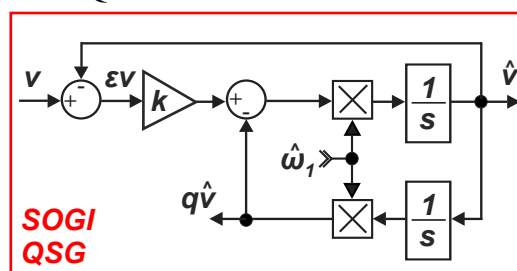 v
-
+
εv
k
+
-
1
s
v̂
ω̂1
qv̂
1
s
SOGI
QSG